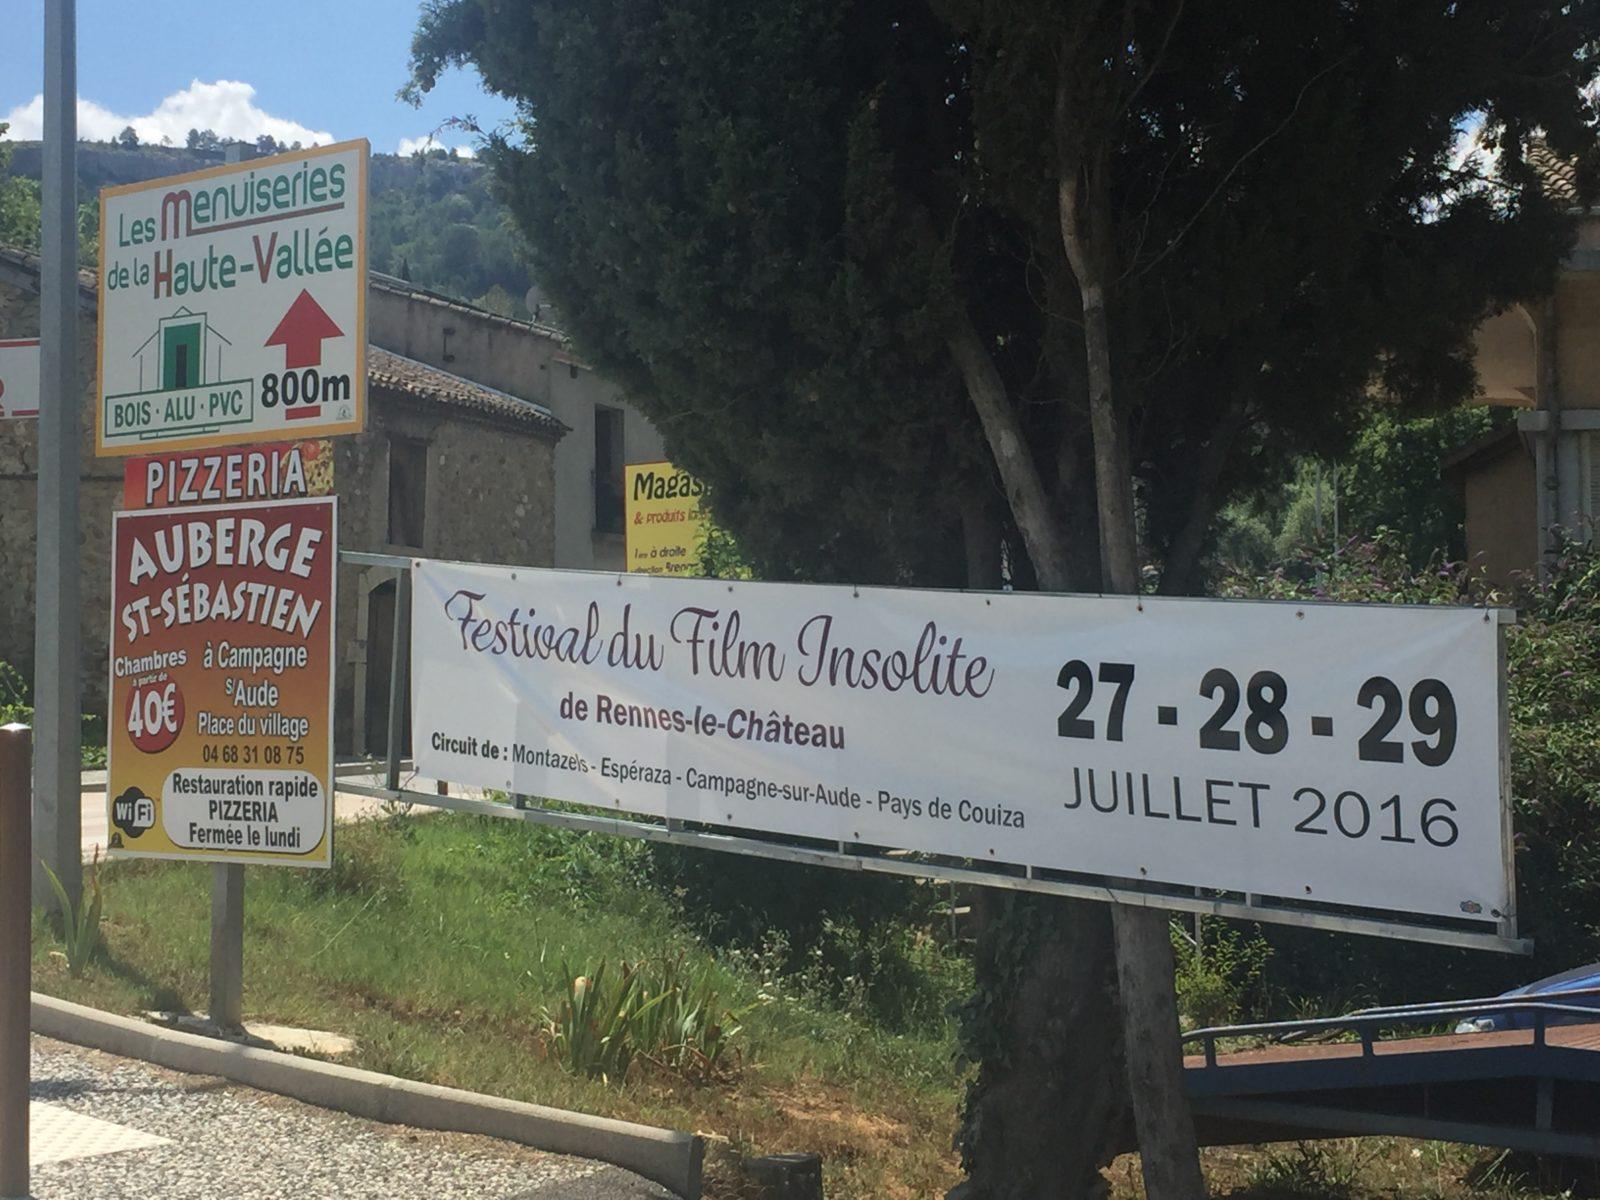 Les Menuiseries
de la Haute-Vallée
BOIS · ALU · PVC
800m
PIZZERIA
AUBERGE
ST-SÉBASTIEN
Chambres
à partir de
40€
à Campagne
s/Aude
Place du village
04 68 31 08 75
WiFi
Restauration rapide
PIZZERIA
Fermée le lundi
Magas
& produits
1ère à droite
Festival du Film Insolite
de Rennes-le-Château
Circuit de : Montazels - Espéraza - Campagne-sur-Aude - Pays de Couiza
27 - 28 - 29
JUILLET 2016